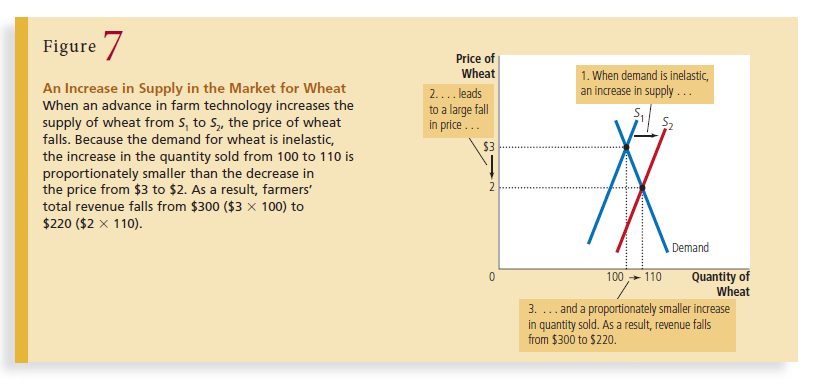 Figure 7
An Increase in Supply in the Market for Wheat
When an advance in farm technology increases the
supply of wheat from S₁ to S₂, the price of wheat
falls. Because the demand for wheat is inelastic,
the increase in the quantity sold from 100 to 110 is
proportionately smaller than the decrease in
the price from $3 to $2. As a result, farmers'
total revenue falls from $300 ($3 × 100) to
$220 ($2 × 110).
Price of
Wheat
2. . . . leads
to a large fall
in price . . .
1. When demand is inelastic,
an increase in supply . . .
S₁
S₂
$3
2
Demand
0
100
110
Quantity of
Wheat
3. . . . and a proportionately smaller increase
in quantity sold. As a result, revenue falls
from $300 to $220.